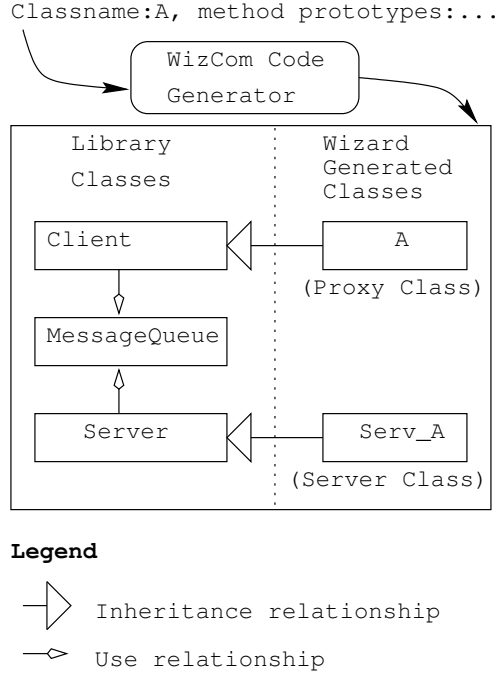 Classname:A, method prototypes:...
WizCom Code
Generator
Library
Classes
Wizard
Generated
Classes
Client
A
(Proxy Class)
MessageQueue
Server
Serv_A
(Server Class)
Legend
Inheritance relationship
Use relationship